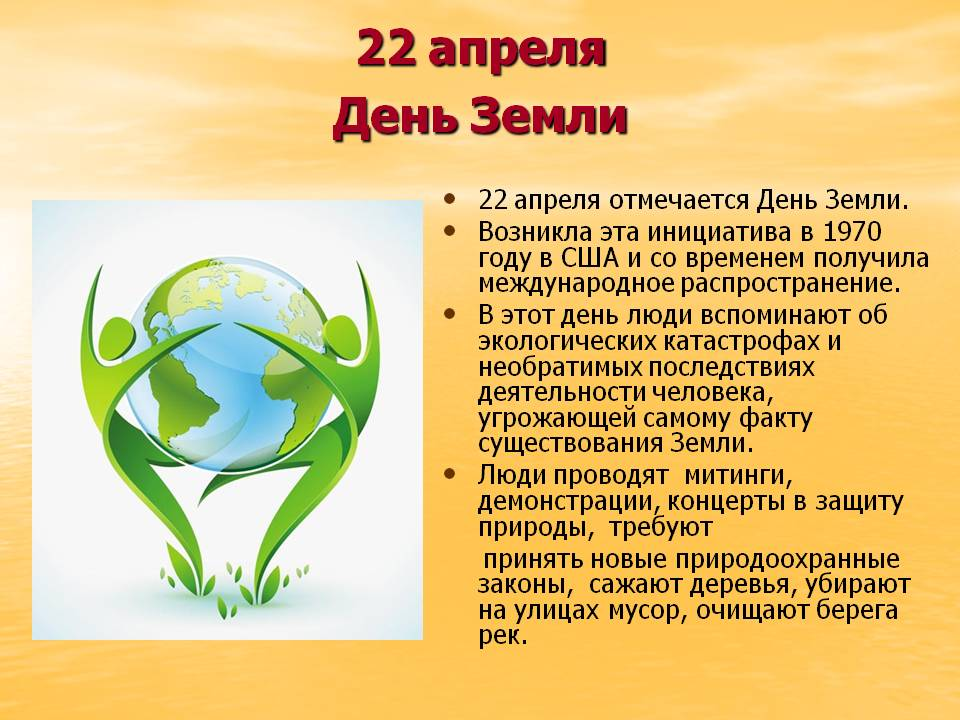 22 апреля
День Земли
• 22 апреля отмечается День Земли.
• Возникла эта инициатива в 1970
году в США и со временем получила
международное распространение.
• В этот день люди вспоминают об
экологических катастрофах и
необратимых последствиях
деятельности человека,
угрожающей самому факту
существования Земли.
• Люди проводят  митинги,
демонстрации, концерты в защиту
природы,  требуют
принять новые природоохранные
законы,  сажают деревья, убирают
на улицах мусор, очищают берега
рек.